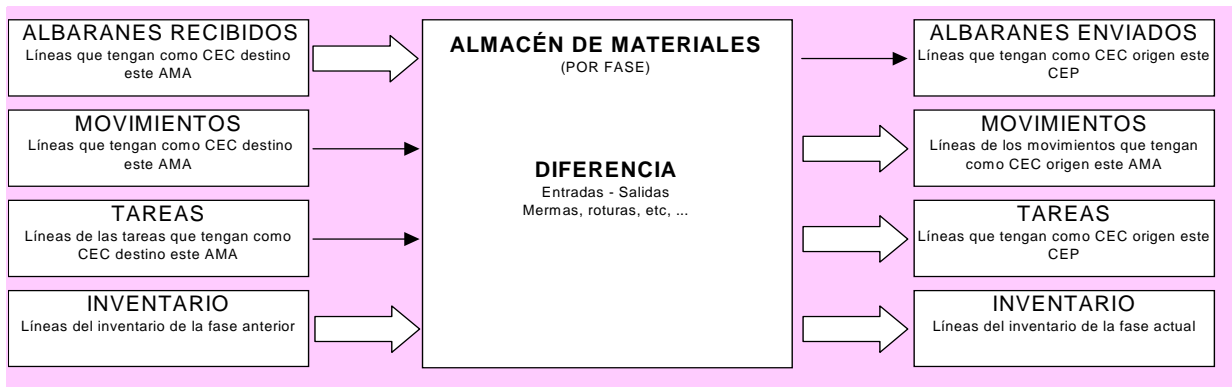 ALBARANES RECIBIDOS
Líneas que tengan como CEC destino
este AMA
MOVIMIENTOS
Líneas que tengan como CEC destino
este AMA
TAREAS
Líneas de las tareas que tengan como
CEC destino este AMA
INVENTARIO
Líneas del inventario de la fase anterior
ALMACÉN DE MATERIALES
(POR FASE)
DIFERENCIA
Entradas - Salidas
Mermas, roturas, etc, ...
ALBARANES ENVIADOS
Líneas que tengan como CEC origen este
CEP
MOVIMIENTOS
Líneas de los movimientos que tengan
como CEC origen este AMA
TAREAS
Líneas que tengan como CEC origen este
CEP
INVENTARIO
Líneas del inventario de la fase actual